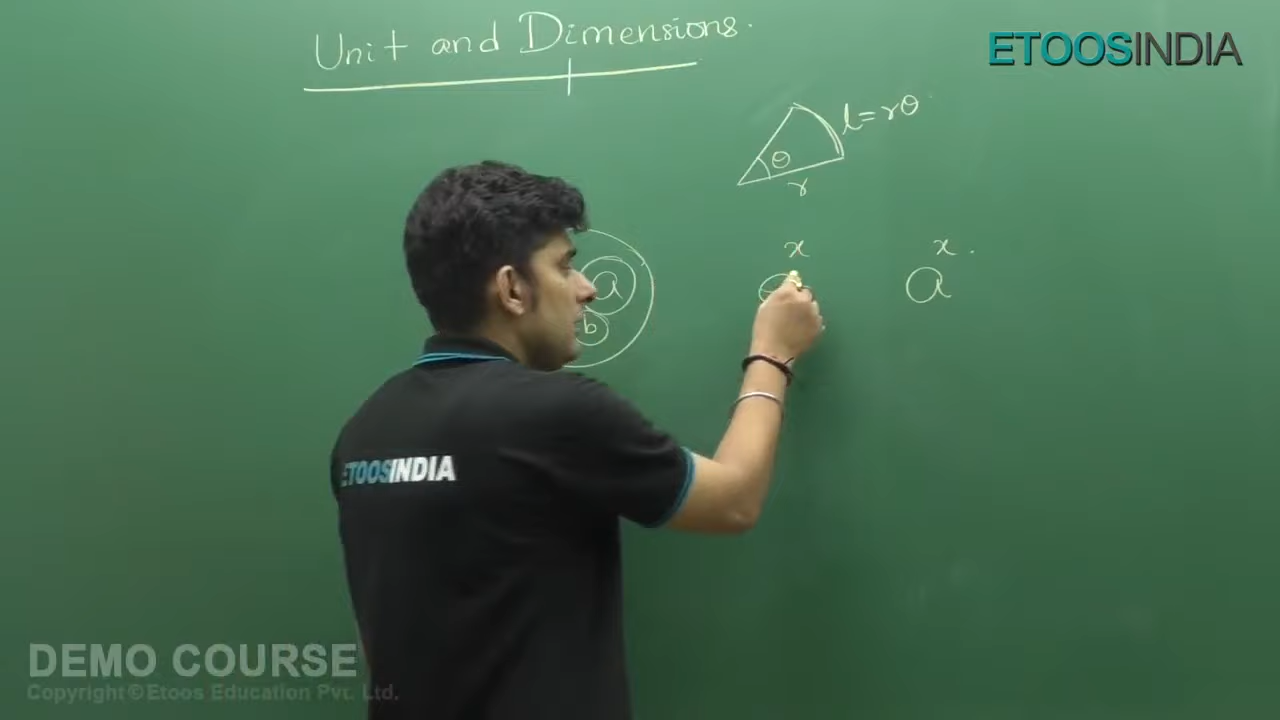 Unit and Dimensions.
ETOOSINDIA
l = rθ
θ
r
x
x .
a
a
b
ETOOSINDIA
DEMO COURSE
Copyright©Etoos Education Pvt. Ltd.